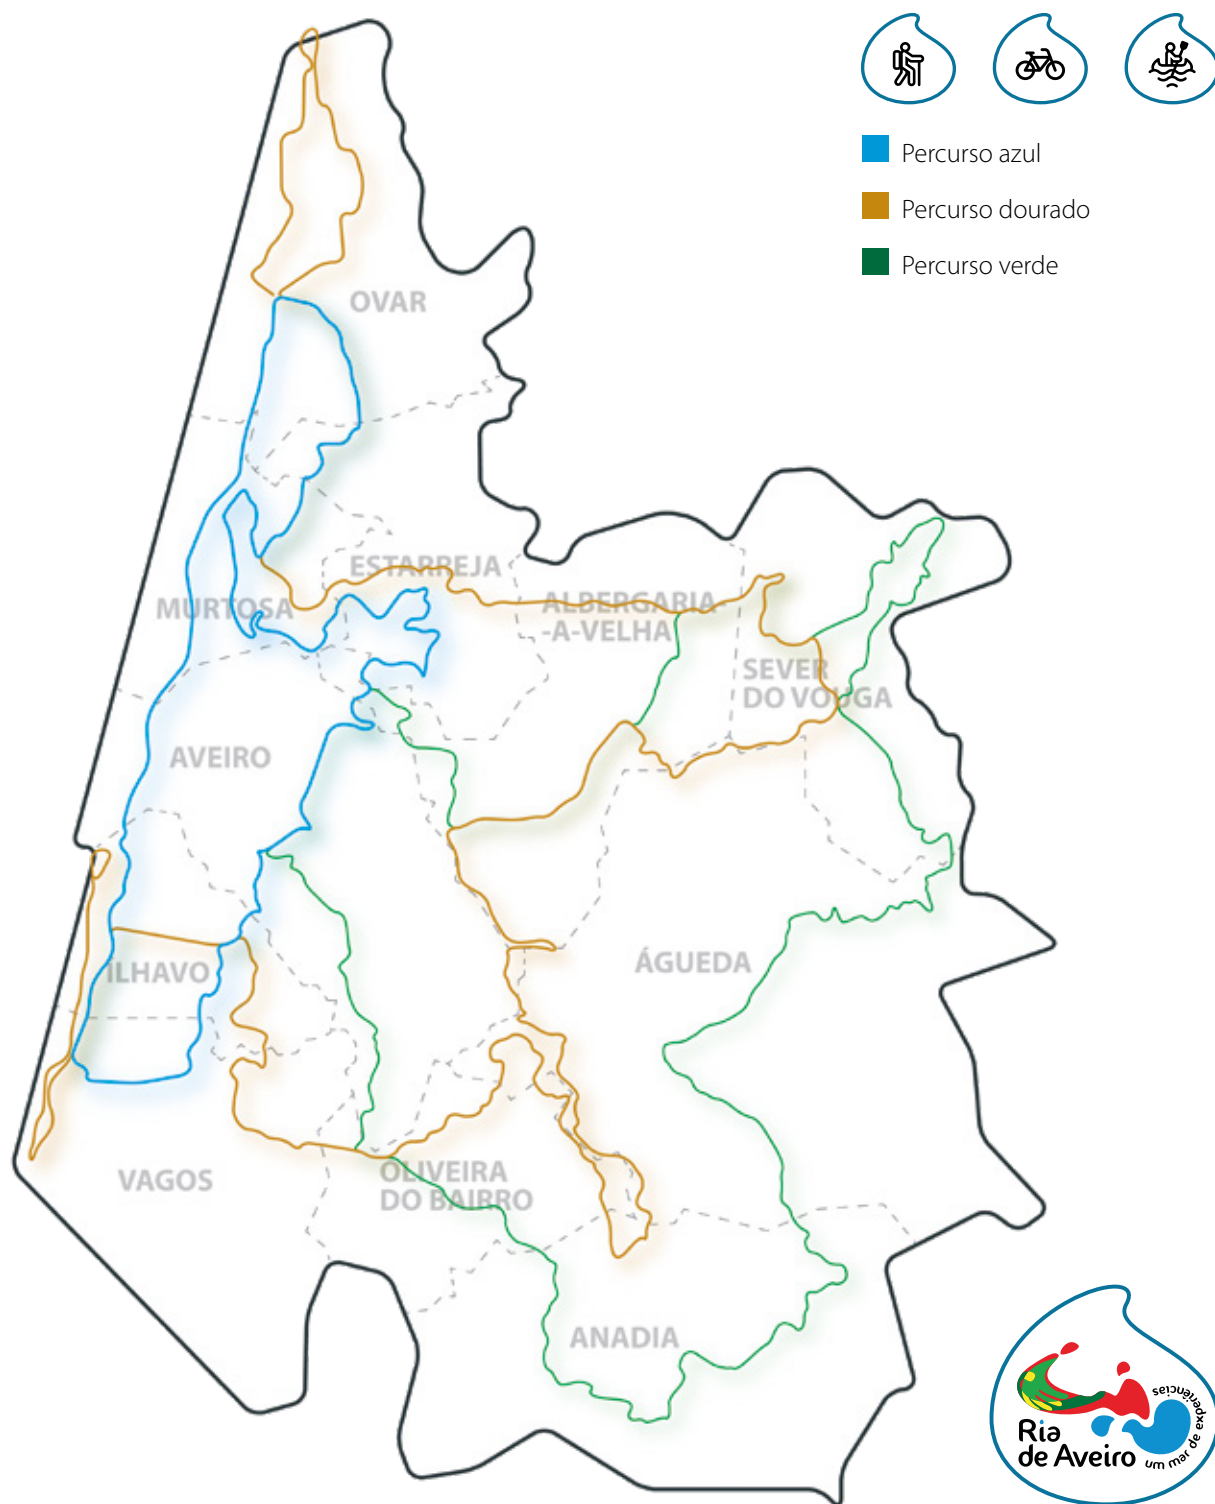 Percurso azul
Percurso dourado
Percurso verde
OVAR
ESTARREJA
MURTOSA
ALBERGARIA-
-A-VELHA
SEVER
DO VOUGA
AVEIRO
ÁGUEDA
ILHAVO
VAGOS
OLIVEIRA
DO BAIRRO
ANADIA
Ria
de Aveiro
um mar de experiências